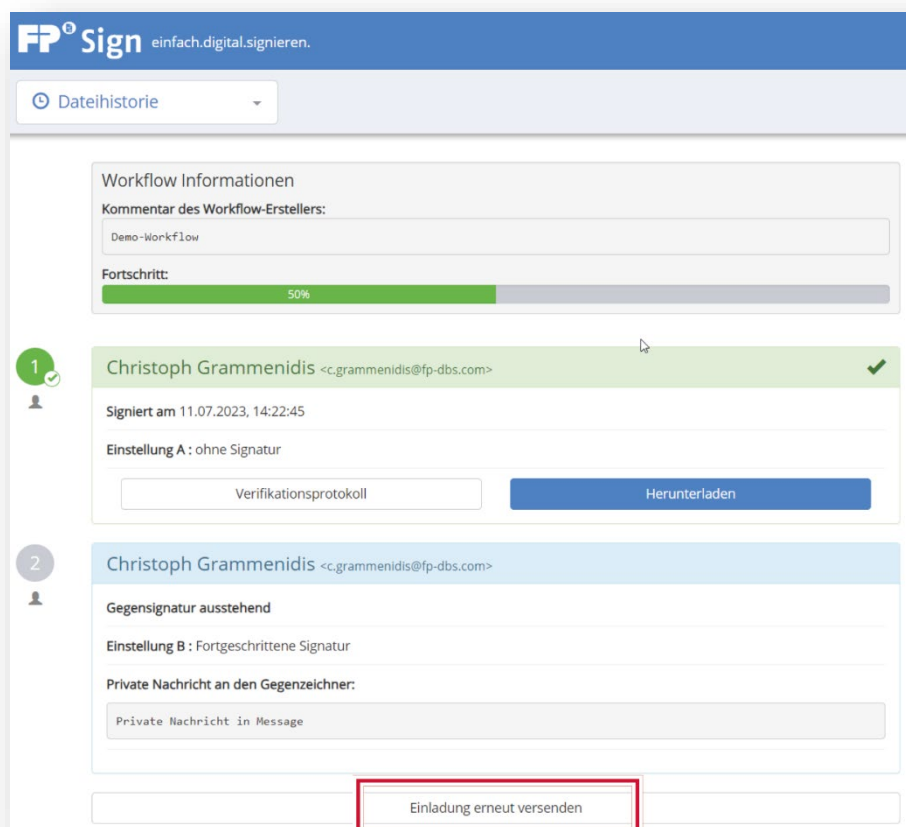 FP Sign einfach.digital.signieren.
Dateihistorie
Workflow Informationen
Kommentar des Workflow-Erstellers:
Demo-Workflow
Fortschritt:
50%
1
Christoph Grammenidis <c.grammenidis@fp-dbs.com>
Signiert am 11.07.2023, 14:22:45
Einstellung A : ohne Signatur
Verifikationsprotokoll Herunterladen
2
Christoph Grammenidis <c.grammenidis@fp-dbs.com>
Gegensignatur ausstehend
Einstellung B : Fortgeschrittene Signatur
Private Nachricht an den Gegenzeichner:
Private Nachricht in Message
Einladung erneut versenden